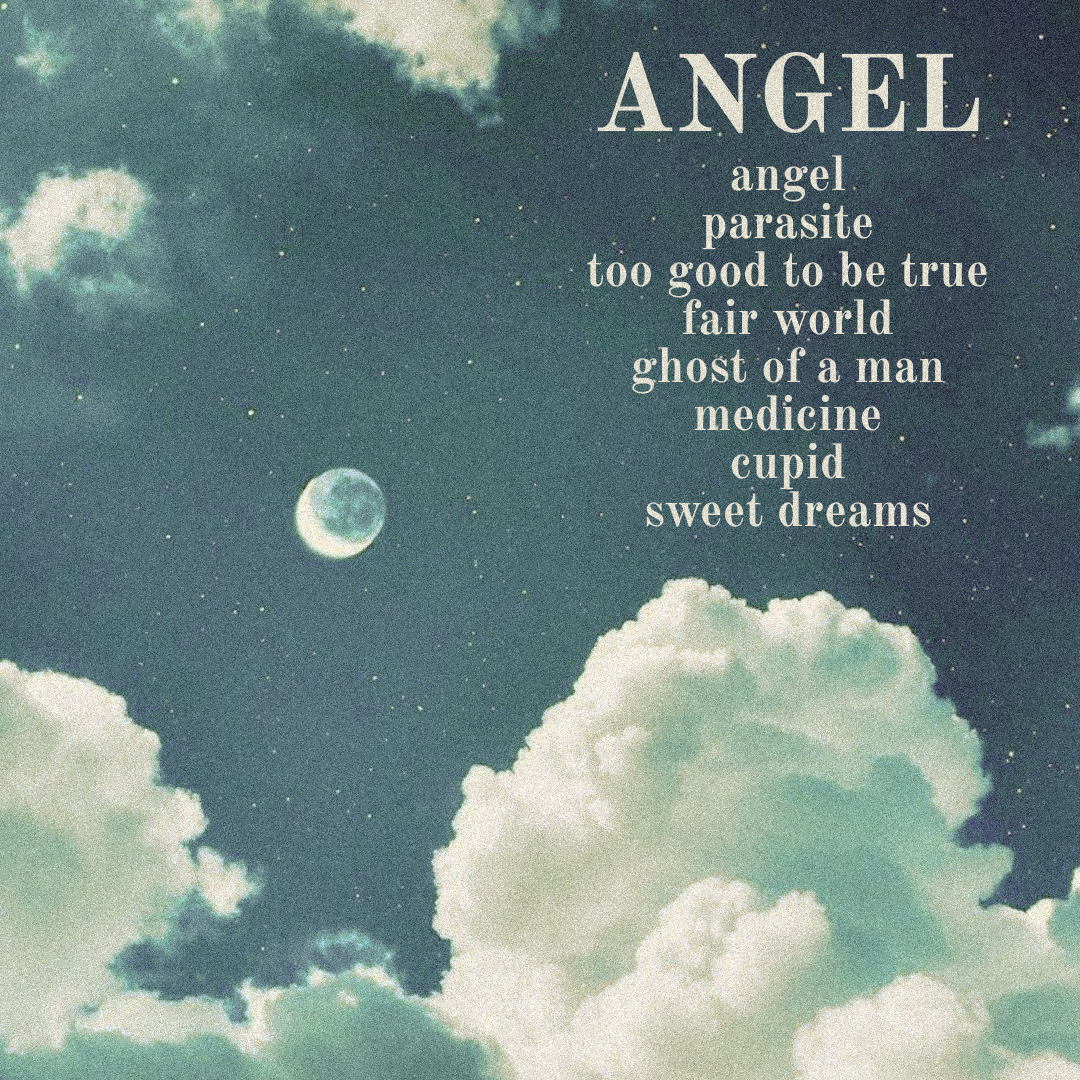 ANGEL
angel
parasite
too good to be true
fair world
ghost of a man
medicine
cupid
sweet dreams